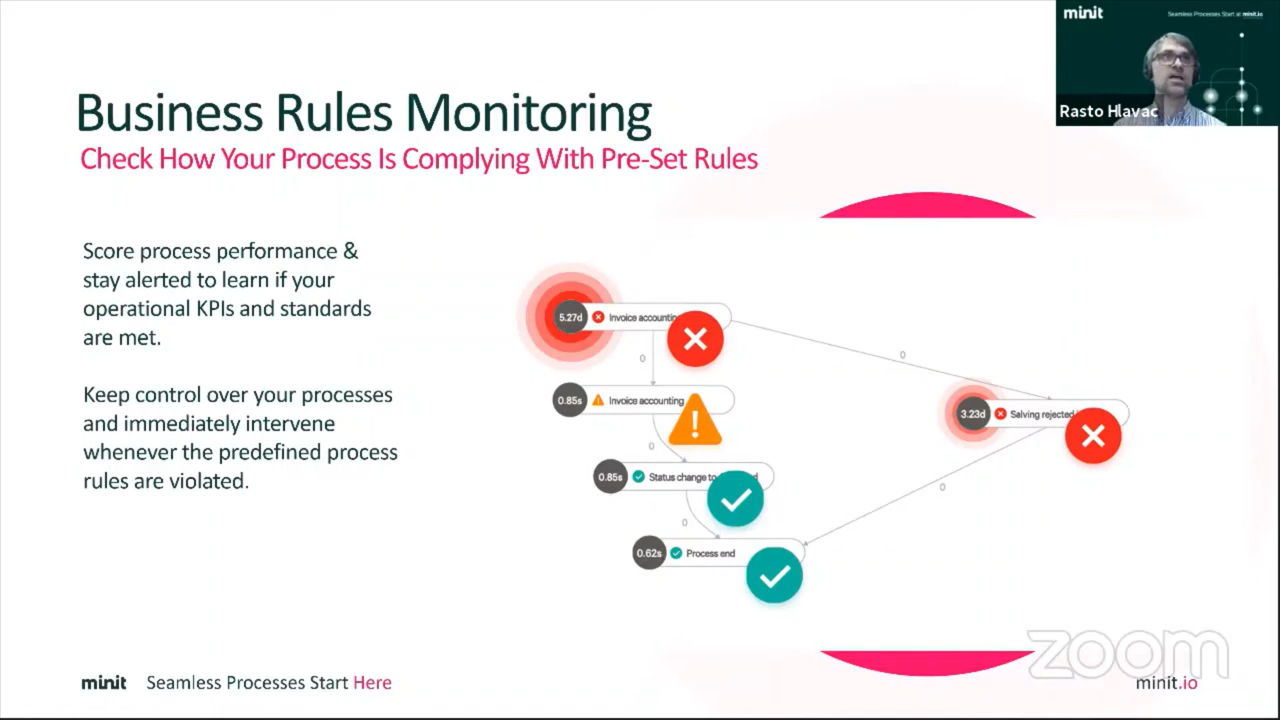 minit
Seamless Processes Start at minit.io
Rasto Hlavac
Business Rules Monitoring
Check How Your Process Is Complying With Pre-Set Rules
Score process performance &
stay alerted to learn if your
operational KPIs and standards
are met.
Keep control over your processes
and immediately intervene
whenever the predefined process
rules are violated.
5.27d Invoice accounting
0
0
0.85s Invoice accounting
3.23d Salving rejected
0
0.85s Status change to
0
0
0.62s Process end
zoom
minit Seamless Processes Start Here
minit.io